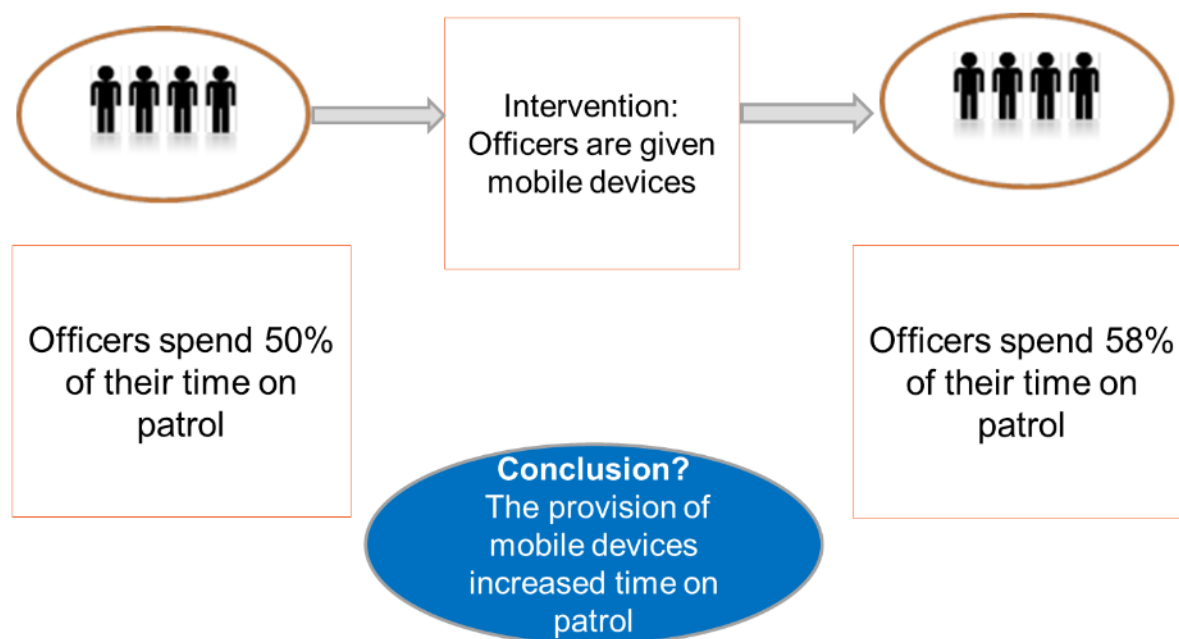 Intervention:
Officers are given
mobile devices
Officers spend 50%
of their time on
patrol
Officers spend 58%
of their time on
patrol
Conclusion?
The provision of
mobile devices
increased time on
patrol